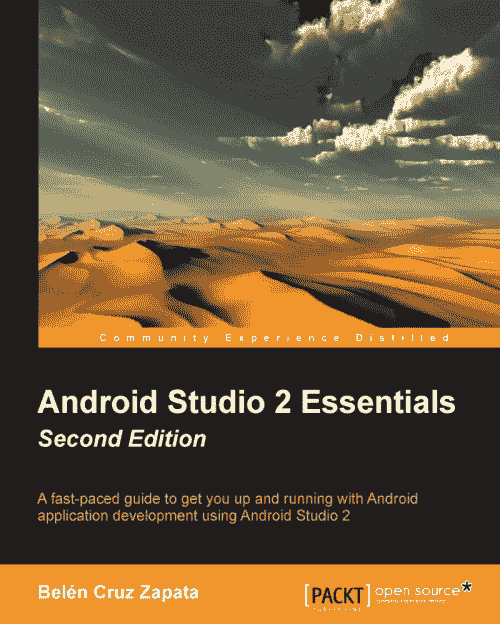 Community Experience Distilled
Android Studio 2 Essentials
Second Edition
A fast-paced guide to get you up and running with Android
application development using Android Studio 2
Belén Cruz Zapata
[PACKT] open source*